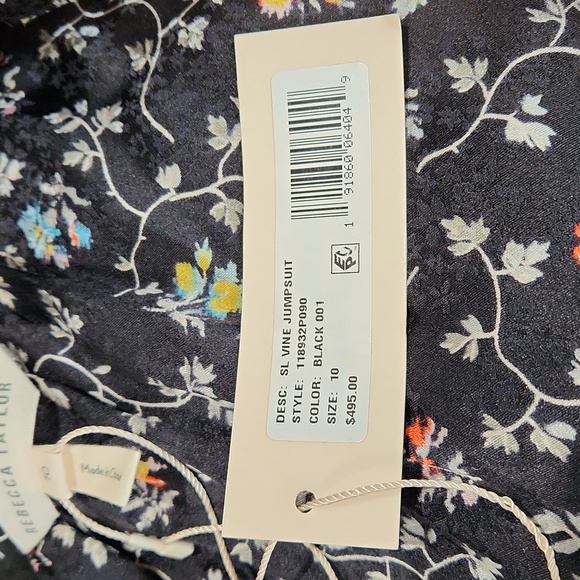 DESC: SL VINE JUMPSUIT
STYLE: 118932P090
COLOR: BLACK 001
SIZE: 10
$495.00
1 91860 06404 9
REBECCA TAYLOR
10
Made in